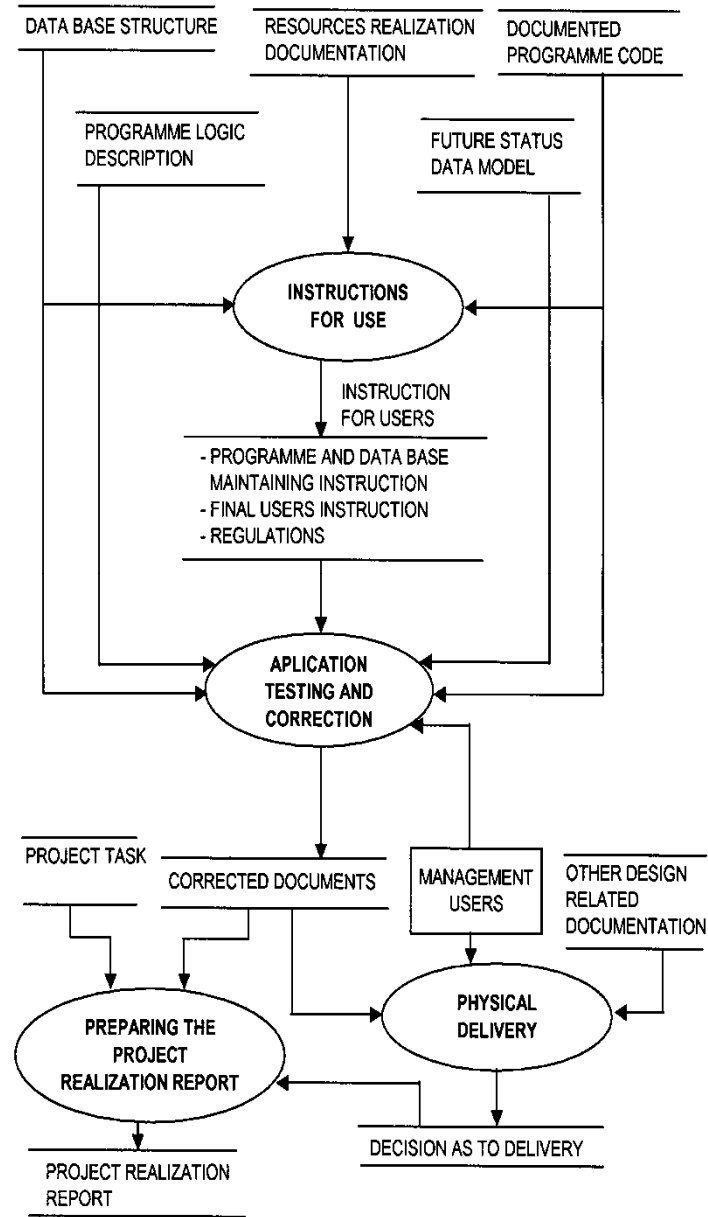 DATA BASE STRUCTURE
RESOURCES REALIZATION
DOCUMENTATION
DOCUMENTED
PROGRAMME CODE
PROGRAMME LOGIC
DESCRIPTION
FUTURE STATUS
DATA MODEL
INSTRUCTIONS
FOR USE
INSTRUCTION
FOR USERS
- PROGRAMME AND DATA BASE
MAINTAINING INSTRUCTION
- FINAL USERS INSTRUCTION
- REGULATIONS
APLICATION
TESTING AND
CORRECTION
PROJECT TASK
CORRECTED DOCUMENTS
MANAGEMENT
USERS
OTHER DESIGN
RELATED
DOCUMENTATION
PREPARING THE
PROJECT
REALIZATION REPORT
PHYSICAL
DELIVERY
DECISION AS TO DELIVERY
PROJECT REALIZATION
REPORT